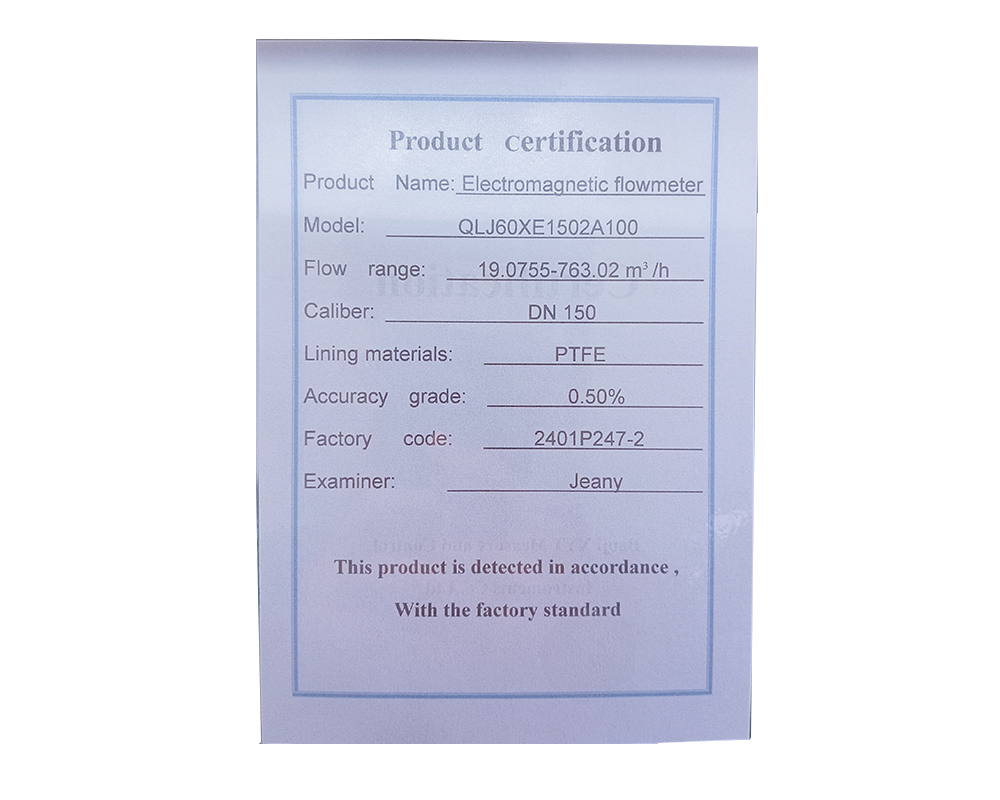 Product Certification
Product Name: Electromagnetic flowmeter
Model: QLJ60XE1502A100
Flow range: 19.0755-763.02 m³/h
Caliber: DN 150
Lining materials: PTFE
Accuracy grade: 0.50%
Factory code: 2401P247-2
Examiner: Jeany
This product is detected in accordance ,
With the factory standard